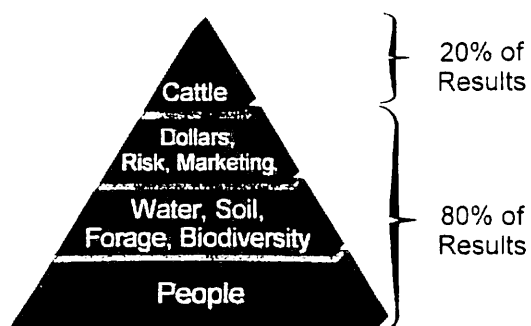 Cattle
Dollars,
Risk, Marketing,
Water, Soil,
Forage, Biodiversity
People
20% of
Results
80% of
Results